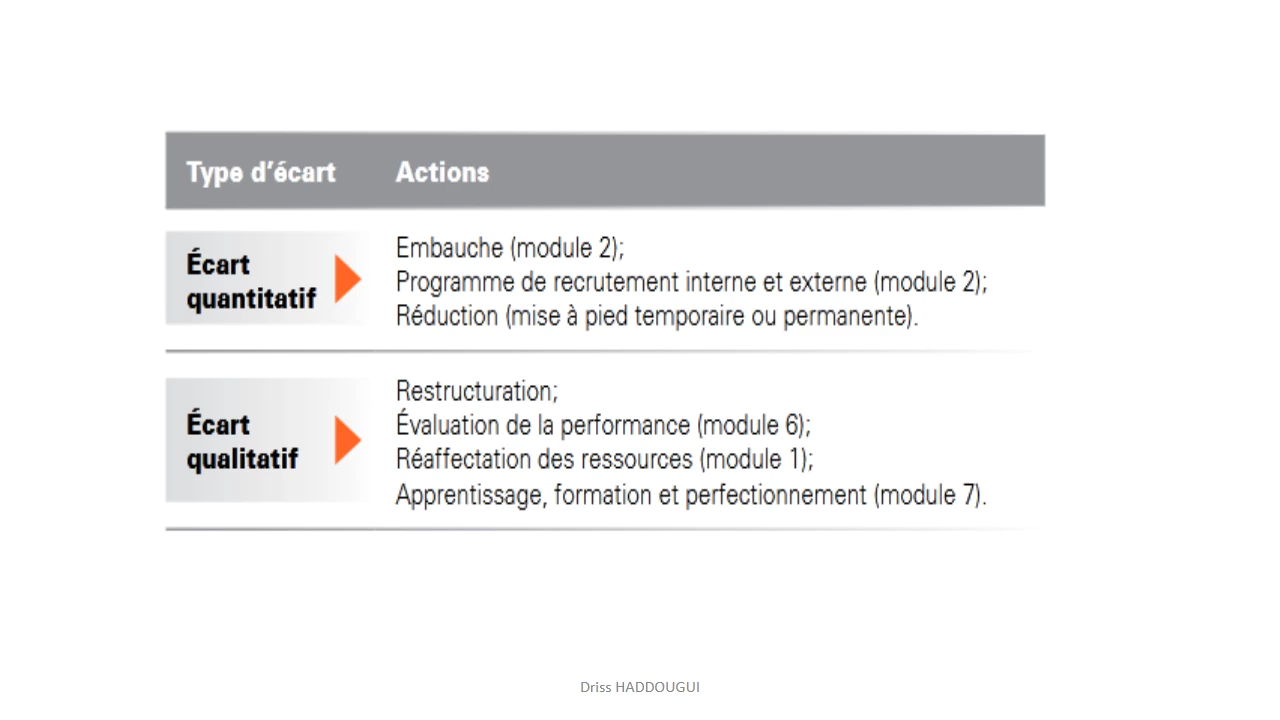 Type d'écart Actions
Écart
quantitatif
Embauche (module 2);
Programme de recrutement interne et externe (module 2);
Réduction (mise à pied temporaire ou permanente).
Écart
qualitatif
Restructuration;
Évaluation de la performance (module 6);
Réaffectation des ressources (module 1);
Apprentissage, formation et perfectionnement (module 7).
Driss HADDOUGUI